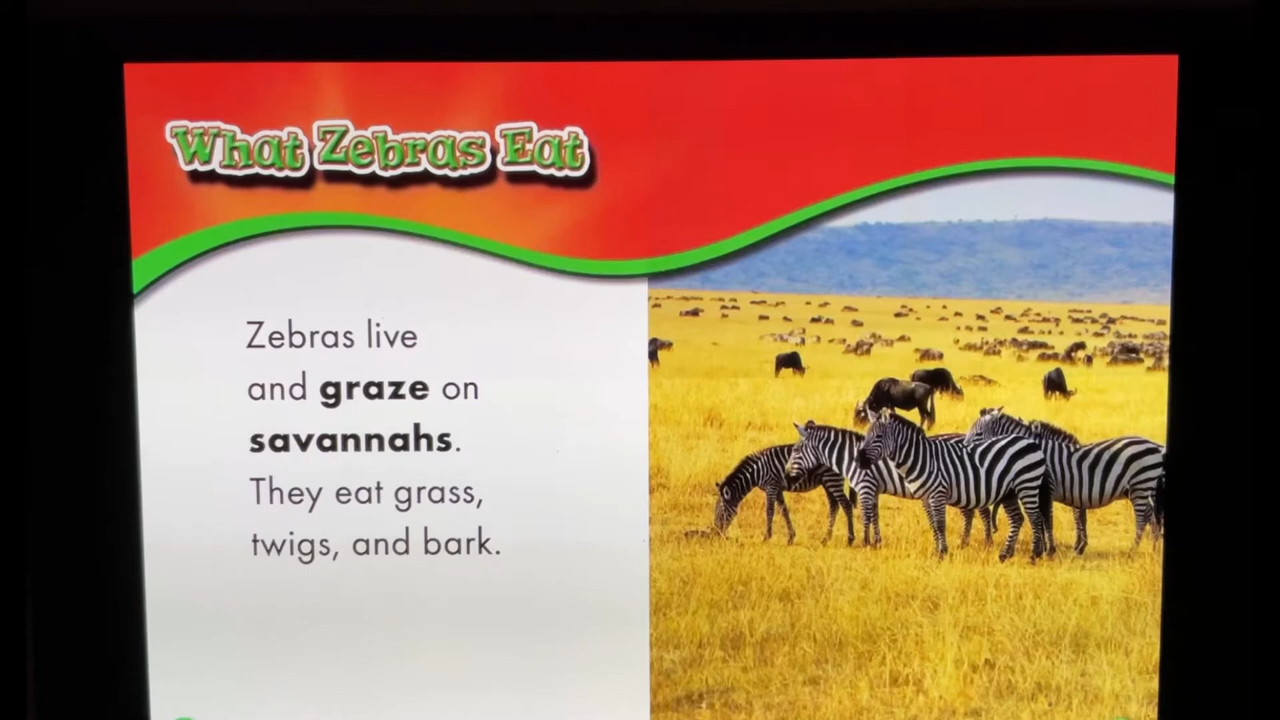 What Zebras Eat
Zebras live
and graze on
savannahs.
They eat grass,
twigs, and bark.